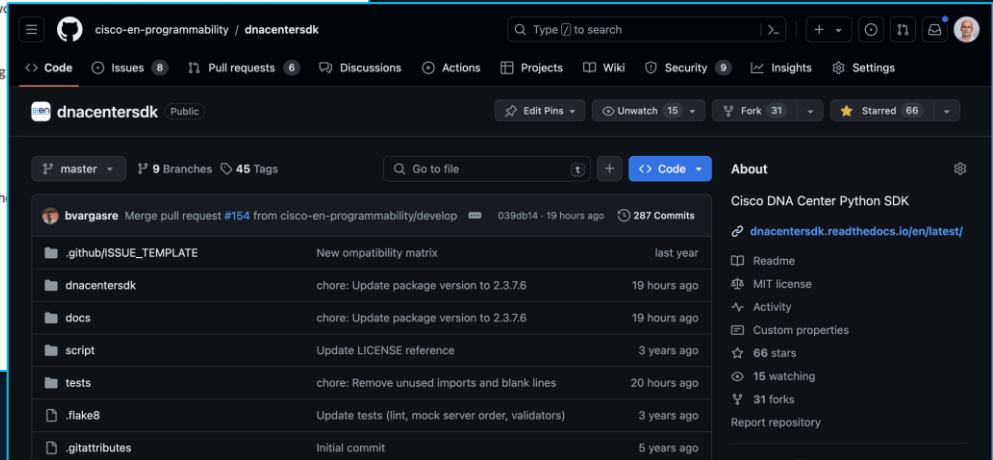 cisco-en-programmability / dnacentersdk
Type / to search
Code
Issues 8
Pull requests 6
Discussions
Actions
Projects
Wiki
Security 9
Insights
Settings
en dnacentersdk Public
Edit Pins
Unwatch 15
Fork 31
Starred 66
master
9 Branches
45 Tags
Go to file
t
Code
bvargasre Merge pull request #154 from cisco-en-programmability/develop 039db14 · 19 hours ago 287 Commits
.github/ISSUE_TEMPLATE New ompatibility matrix last year
dnacentersdk chore: Update package version to 2.3.7.6 19 hours ago
docs chore: Update package version to 2.3.7.6 19 hours ago
script Update LICENSE reference 3 years ago
tests chore: Remove unused imports and blank lines 20 hours ago
.flake8 Update tests (lint, mock server order, validators) 3 years ago
.gitattributes Initial commit 5 years ago
About
Cisco DNA Center Python SDK
dnacentersdk.readthedocs.io/en/latest/
Readme
MIT license
Activity
Custom properties
66 stars
15 watching
31 forks
Report repository